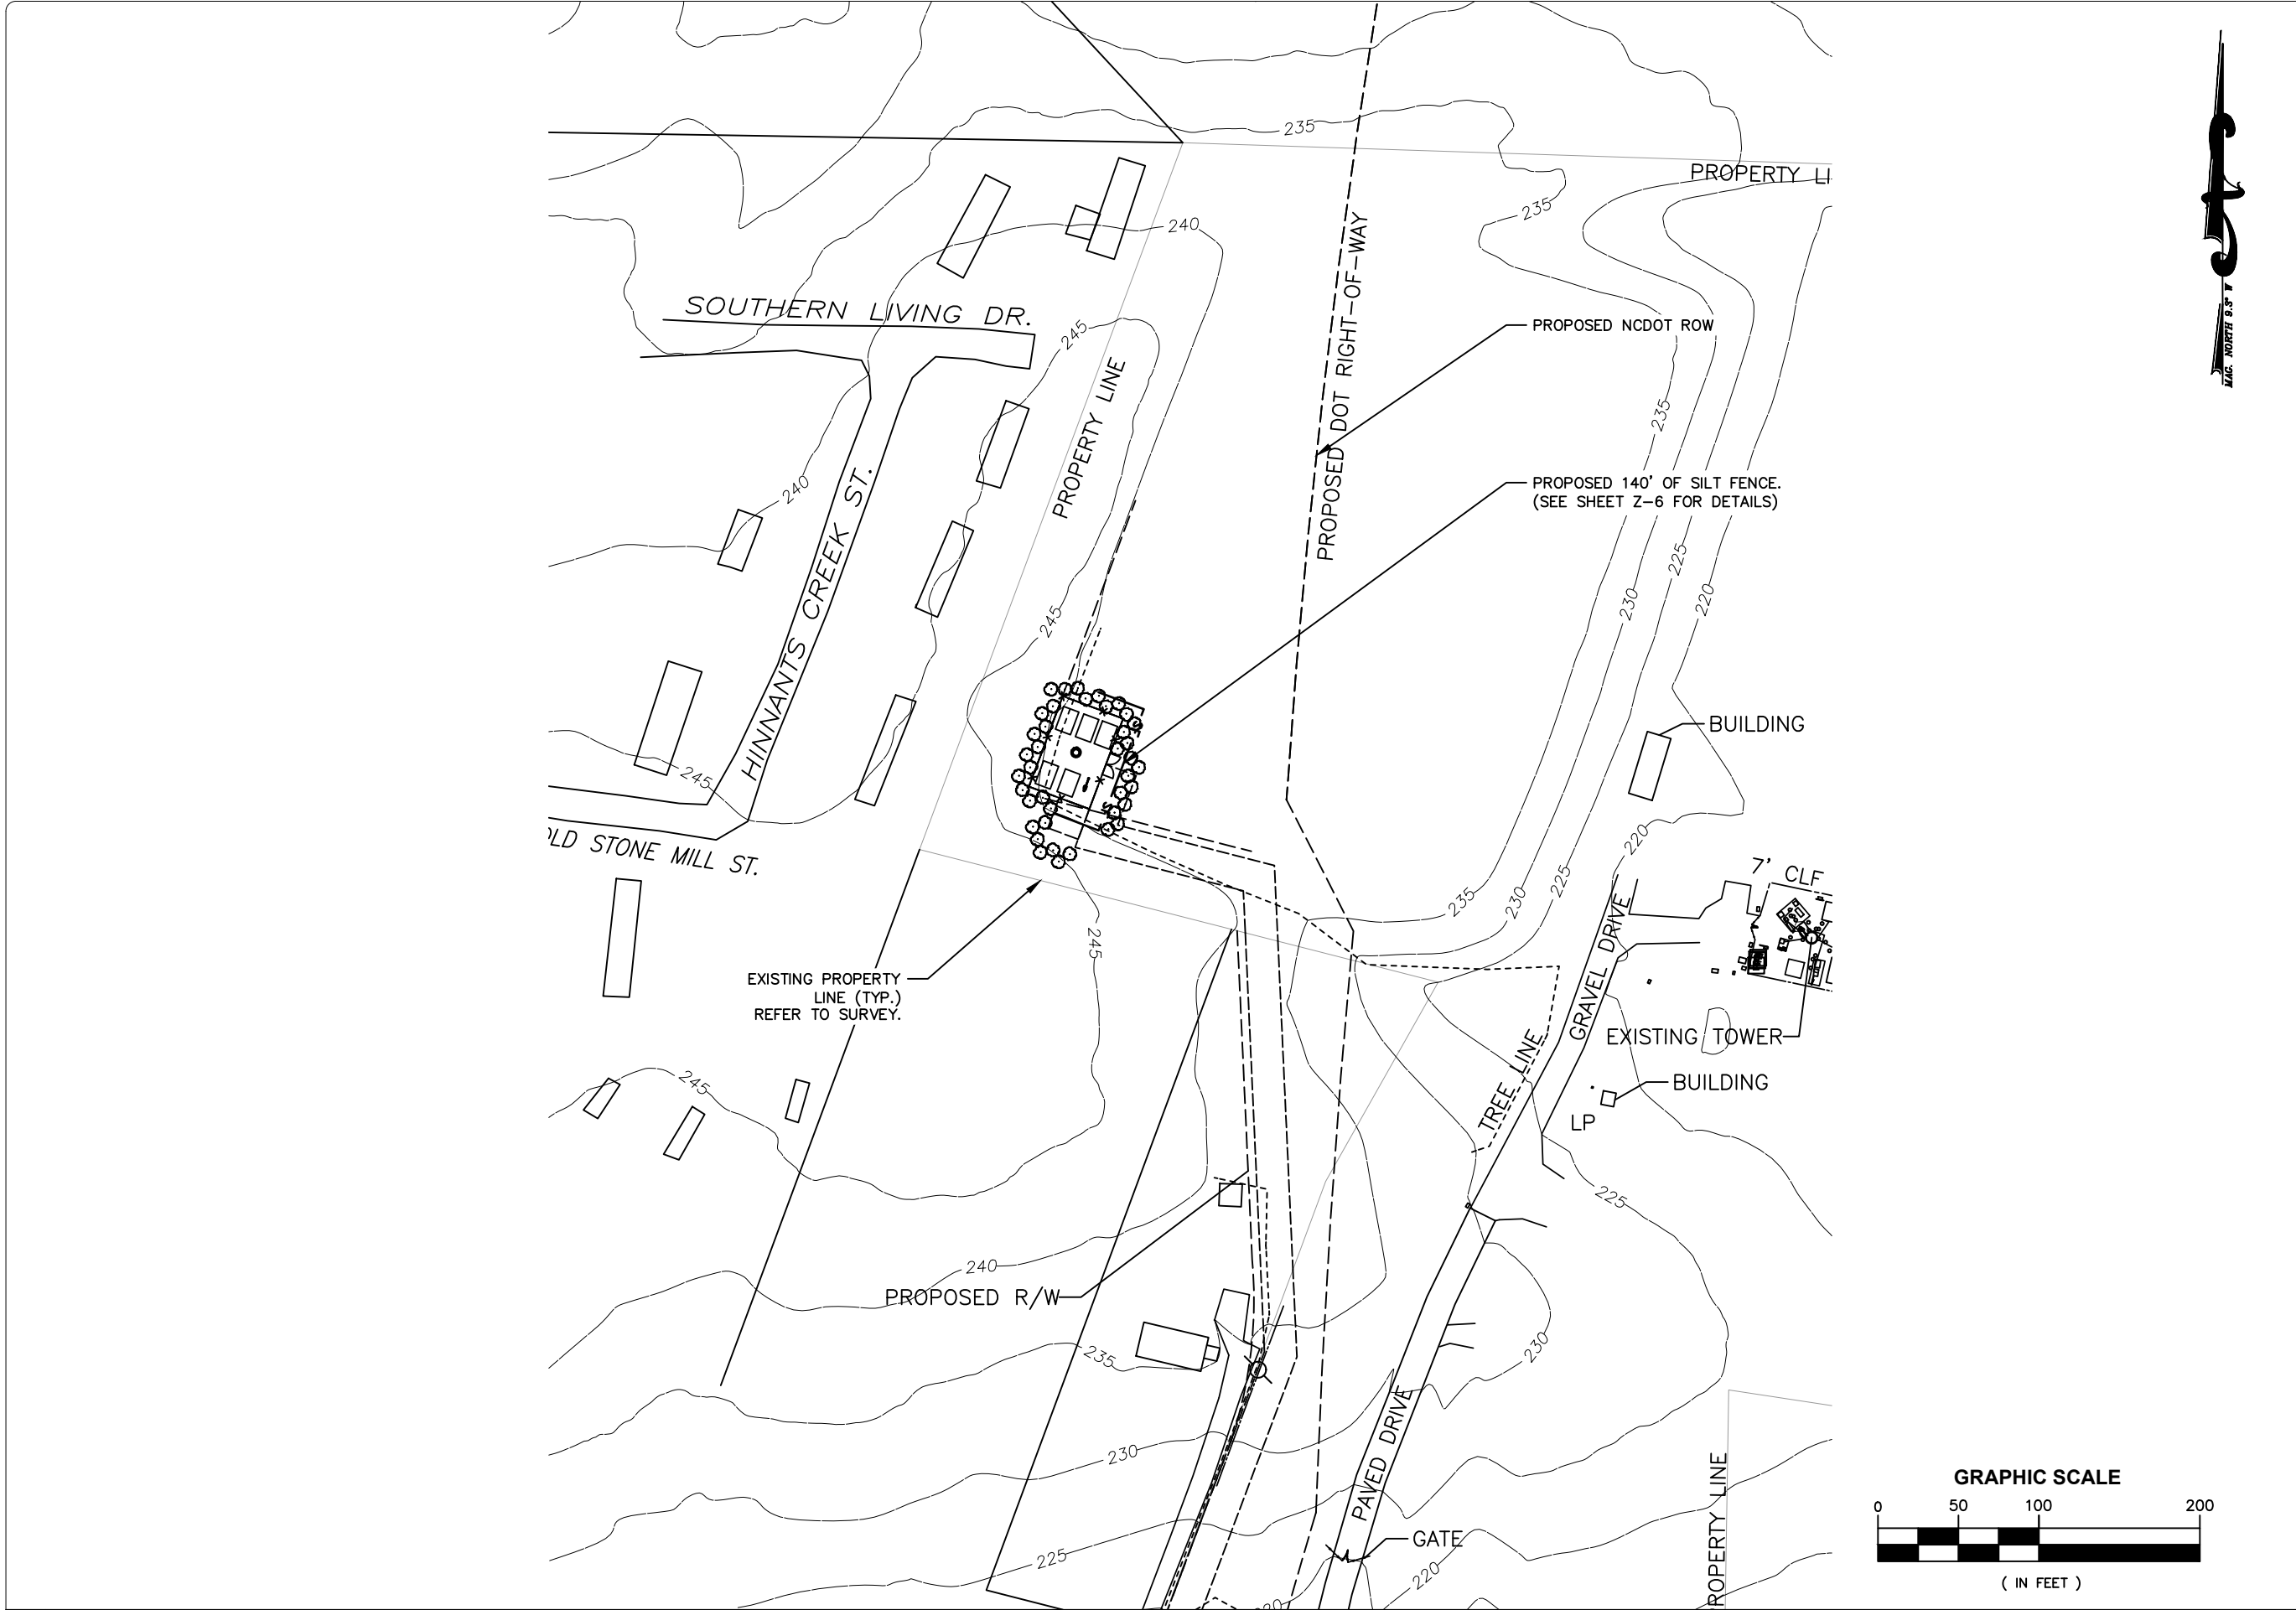 235
PROPERTY LI
235
240
SOUTHERN LIVING DR.
245
PROPOSED DOT RIGHT-OF-WAY
PROPOSED NCDOT ROW
MAG. NORTH 9.3° W
PROPERTY LINE
235
240
HINNANTS CREEK ST.
PROPOSED 140' OF SILT FENCE.
(SEE SHEET Z-6 FOR DETAILS)
225
230
220
245
BUILDING
245
OLD STONE MILL ST.
220
7' CLF
235
230
225
GRAVEL DRIVE
245
EXISTING PROPERTY
LINE (TYP.)
REFER TO SURVEY.
EXISTING TOWER
TREE LINE
BUILDING
245
LP
225
240
PROPOSED R/W
235
230
PAVED DRIVE
230
PROPERTY LINE
225
GATE
220
220
GRAPHIC SCALE
0 50 100 200
( IN FEET )